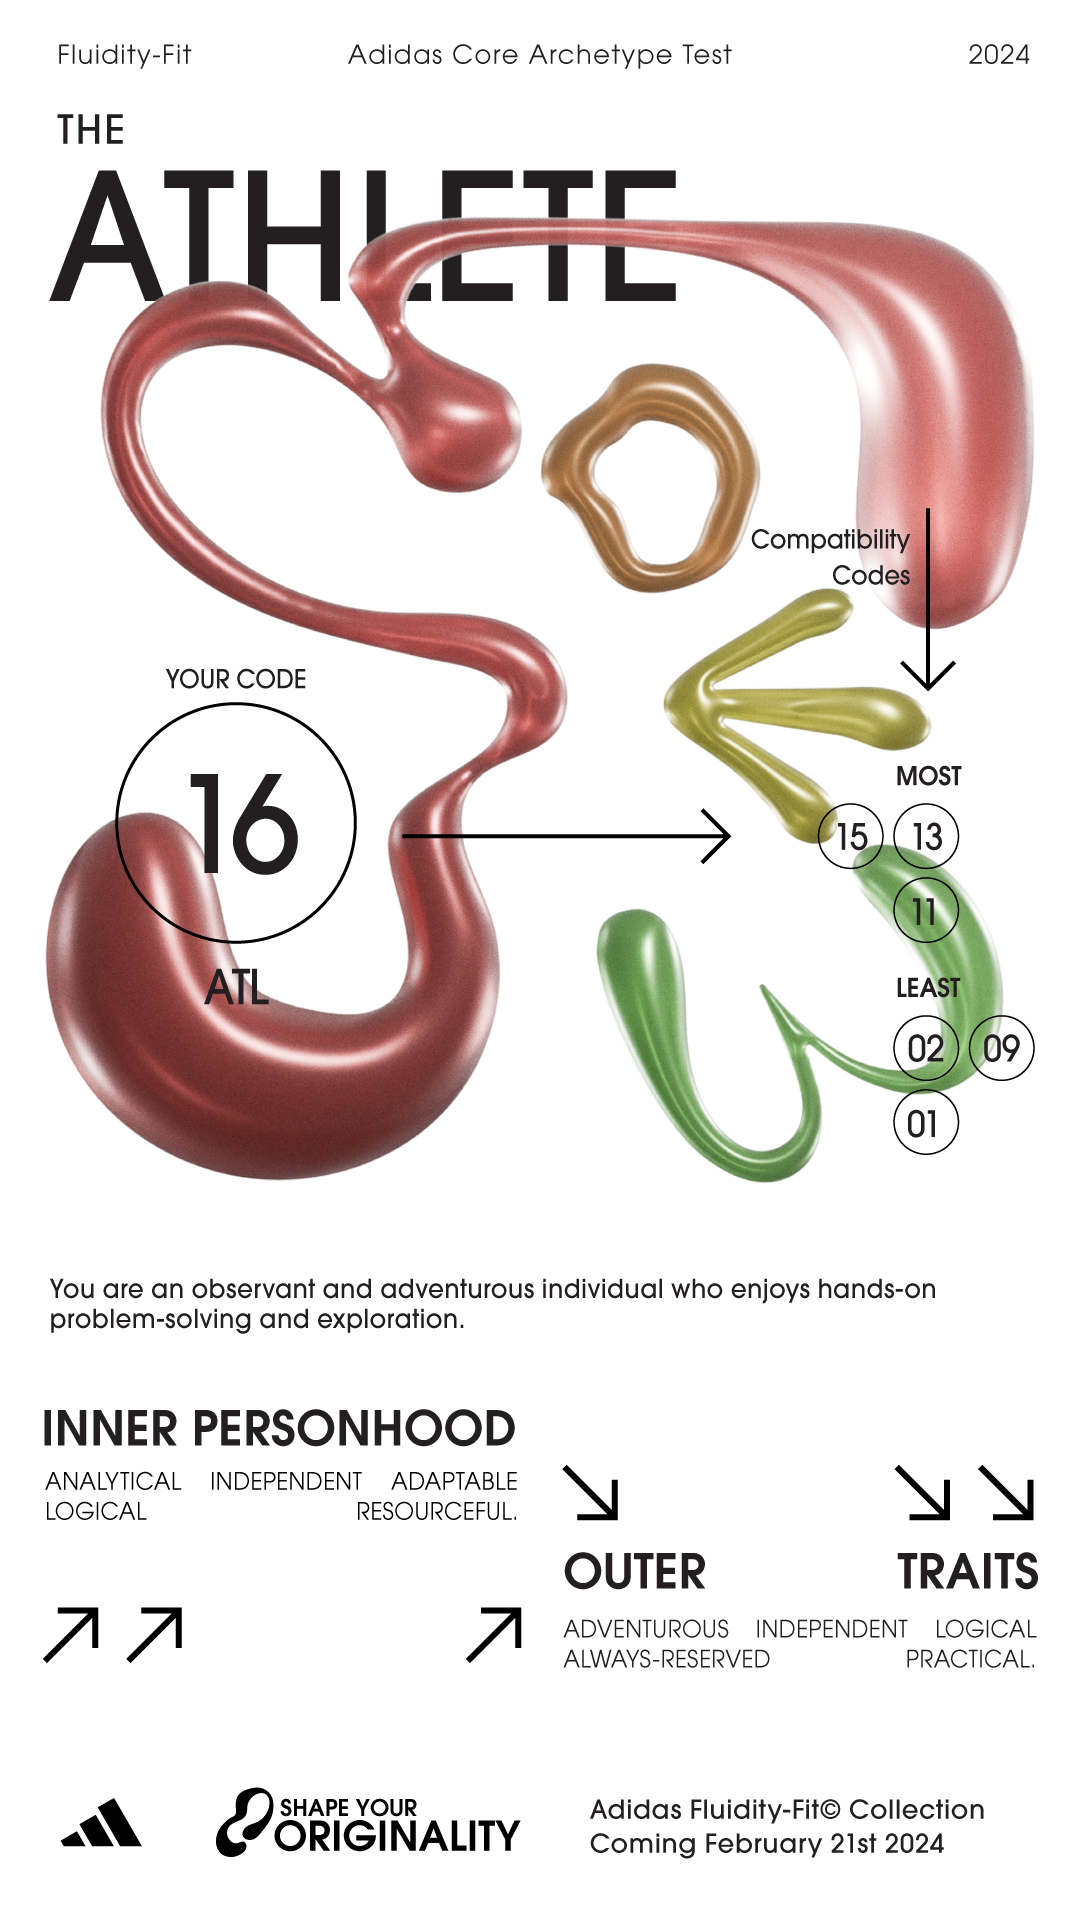 Fluidity-Fit
Adidas Core Archetype Test
2024
THE
ATHLETE
Compatibility
Codes
YOUR CODE
16
ATL
MOST
15 13
11
LEAST
02 09
01
You are an observant and adventurous individual who enjoys hands-on
problem-solving and exploration.
INNER PERSONHOOD
ANALYTICAL INDEPENDENT ADAPTABLE
LOGICAL RESOURCEFUL.
OUTER TRAITS
ADVENTUROUS INDEPENDENT LOGICAL
ALWAYS-RESERVED PRACTICAL.
SHAPE YOUR
ORIGINALITY
Adidas Fluidity-Fit© Collection
Coming February 21st 2024